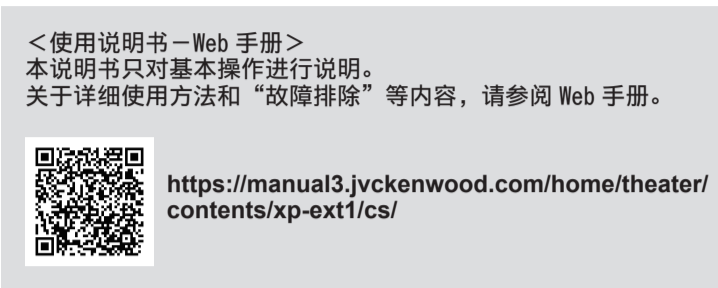 ＜使用说明书－Web 手册＞
本说明书只对基本操作进行说明。
关于详细使用方法和“故障排除”等内容，请参阅 Web 手册。
https://manual3.jvckenwood.com/home/theater/
contents/xp-ext1/cs/